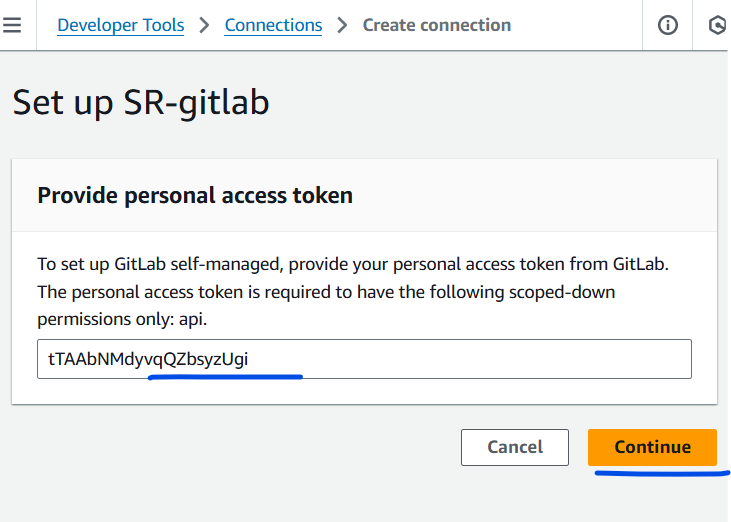 Developer Tools > Connections > Create connection
Set up SR-gitlab
Provide personal access token
To set up GitLab self-managed, provide your personal access token from GitLab.
The personal access token is required to have the following scoped-down
permissions only: api.
tTAAbNMdyvqQZbsyzUgi
Cancel Continue